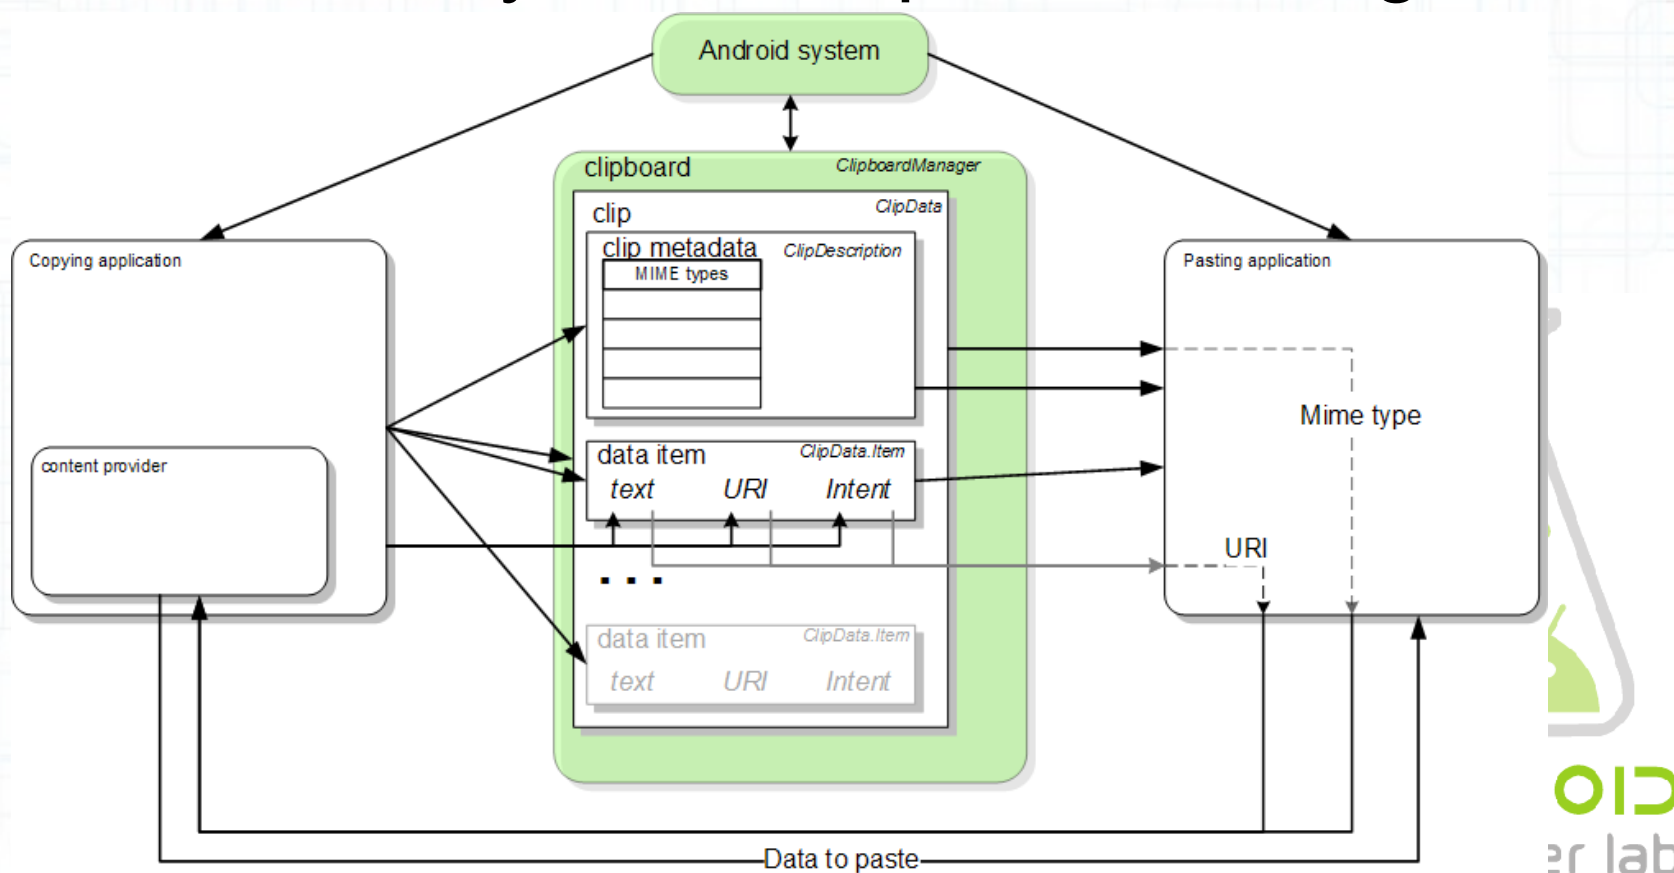 Android system
clipboard ClipboardManager
clip ClipData
clip metadata ClipDescription
MIME types
Copying application
content provider
data item ClipData.Item
text URI Intent
...
data item ClipData.Item
text URI Intent
Pasting application
Mime type
URI
Data to paste